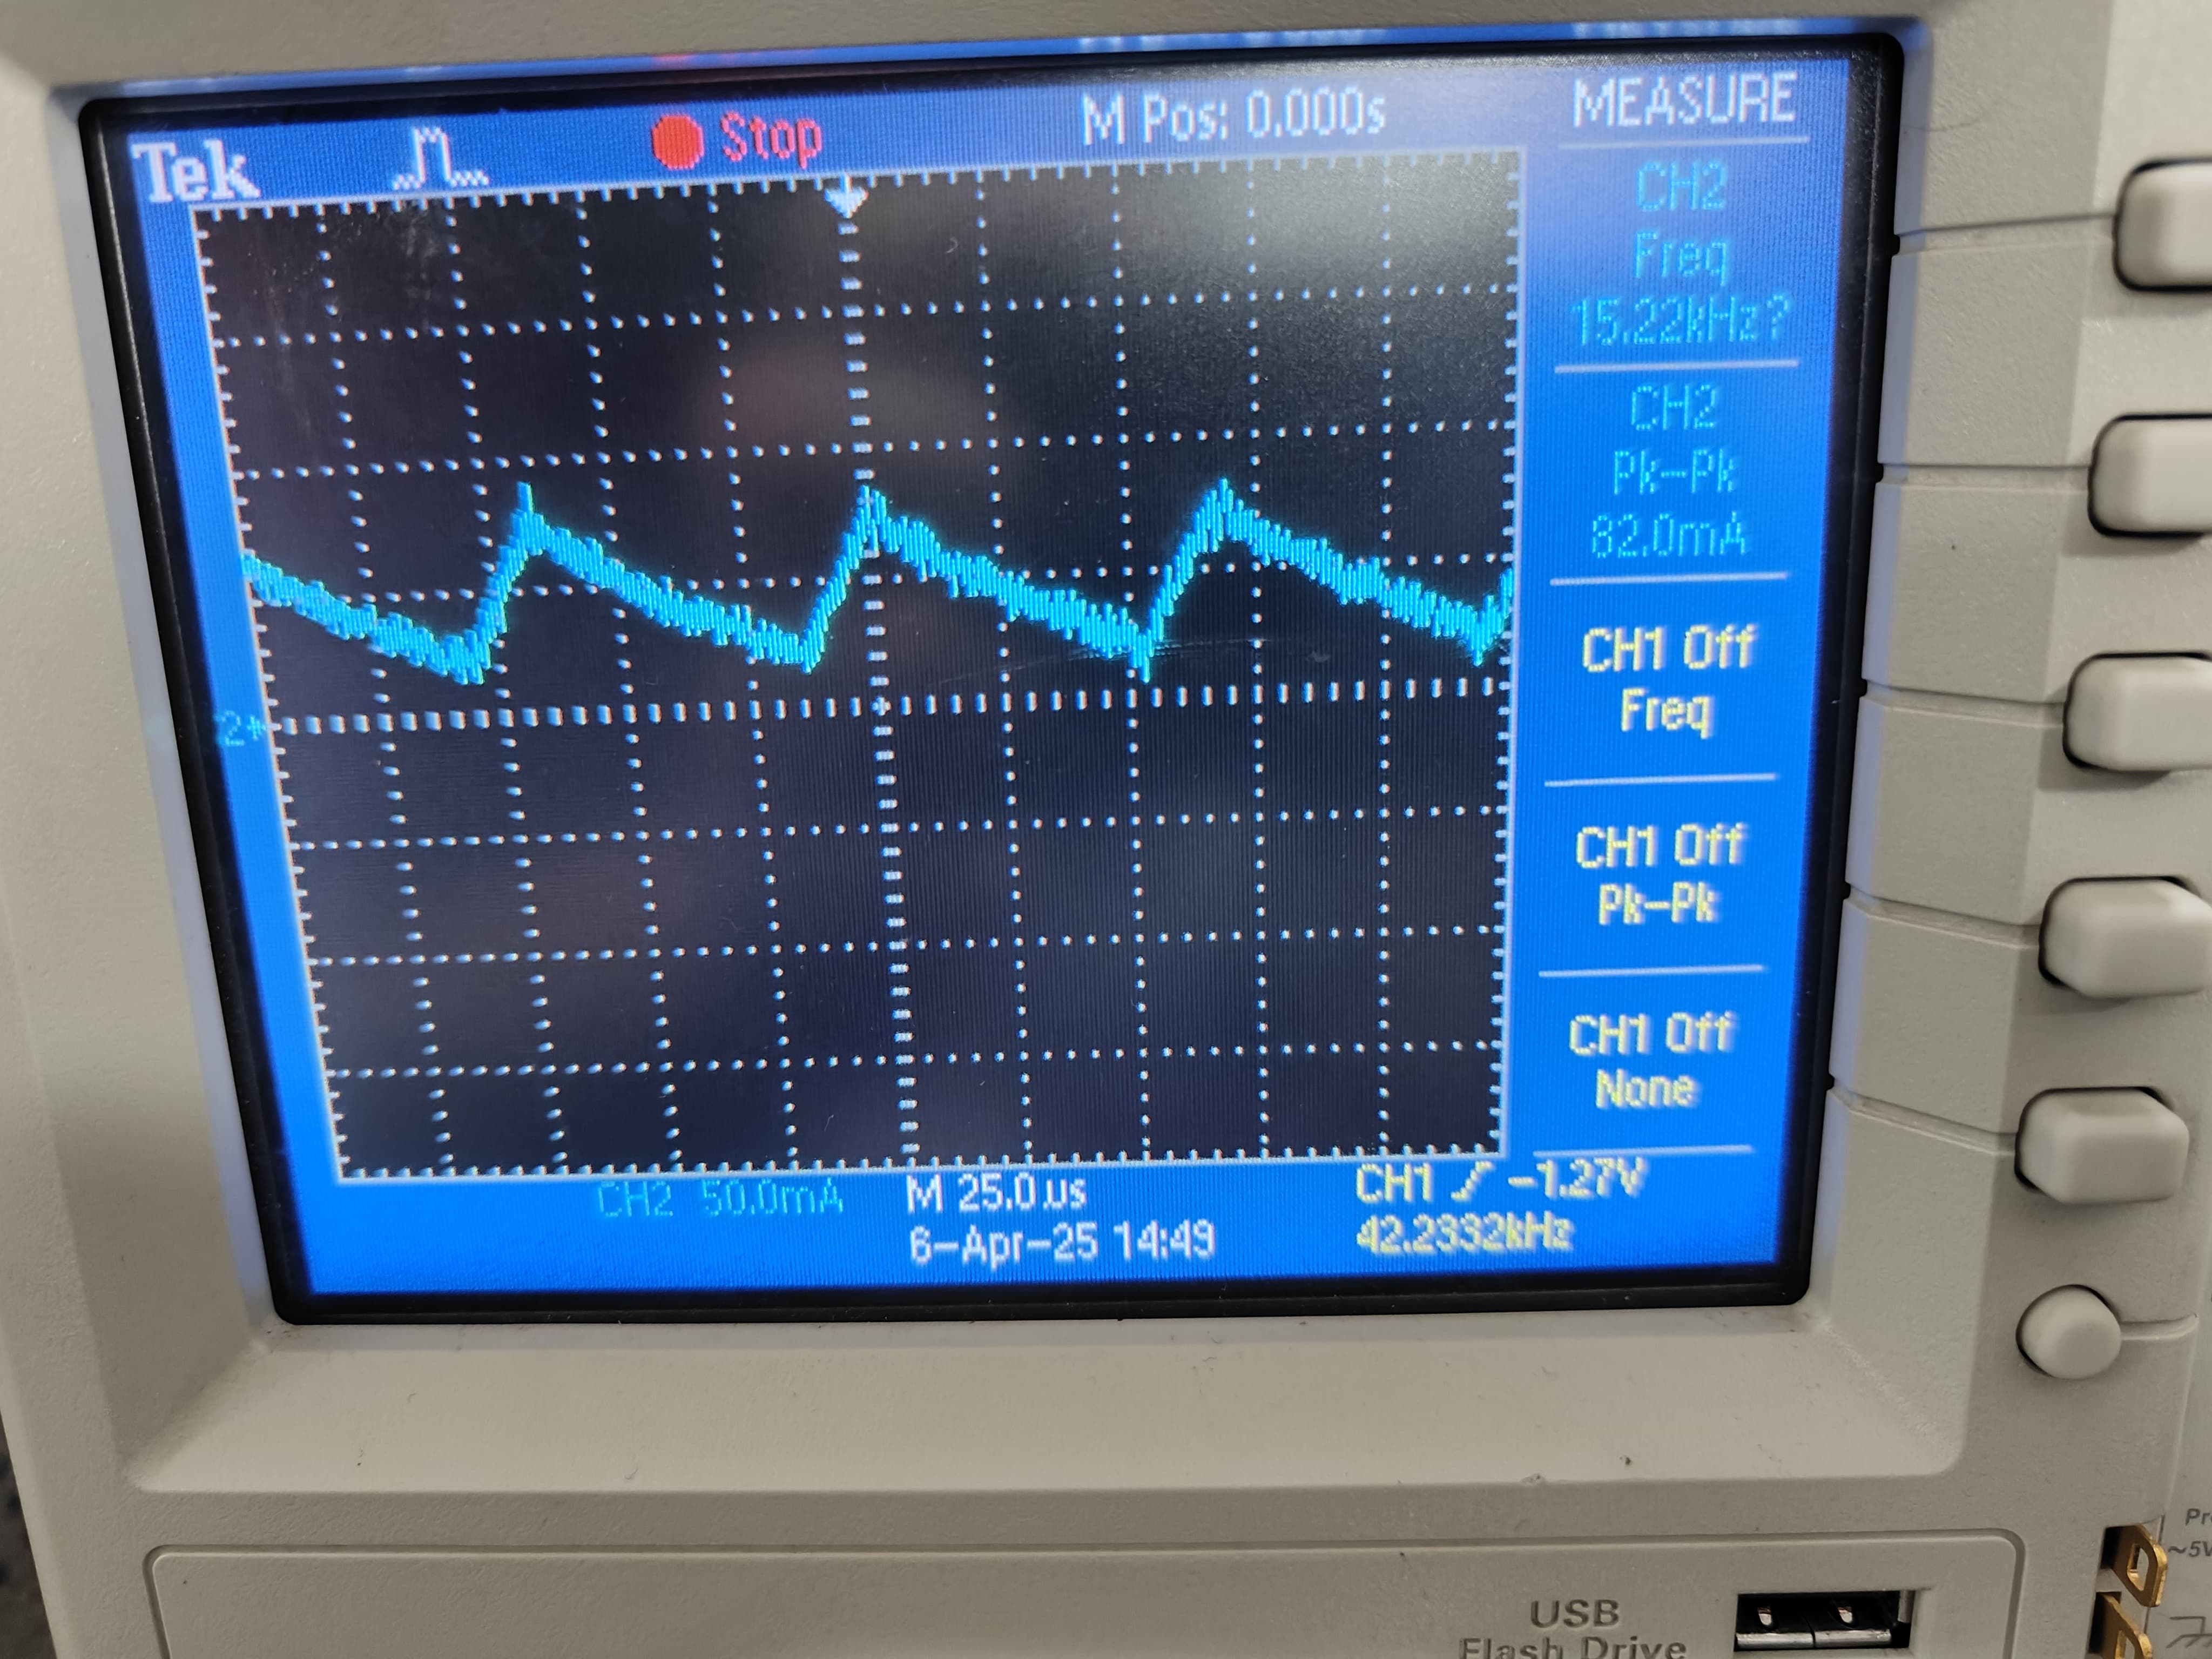 Tek Stop M Pos: 0.000s MEASURE
CH2
Freq
15.22kHz?
CH2
Pk-Pk
82.0mA
CH1 Off
Freq
CH1 Off
Pk-Pk
CH1 Off
None
2
CH2 50.0mA M 25.0us CH1 -1.27V
6-Apr-25 14:49 42.2332kHz
USB
Flash Drive
~5V